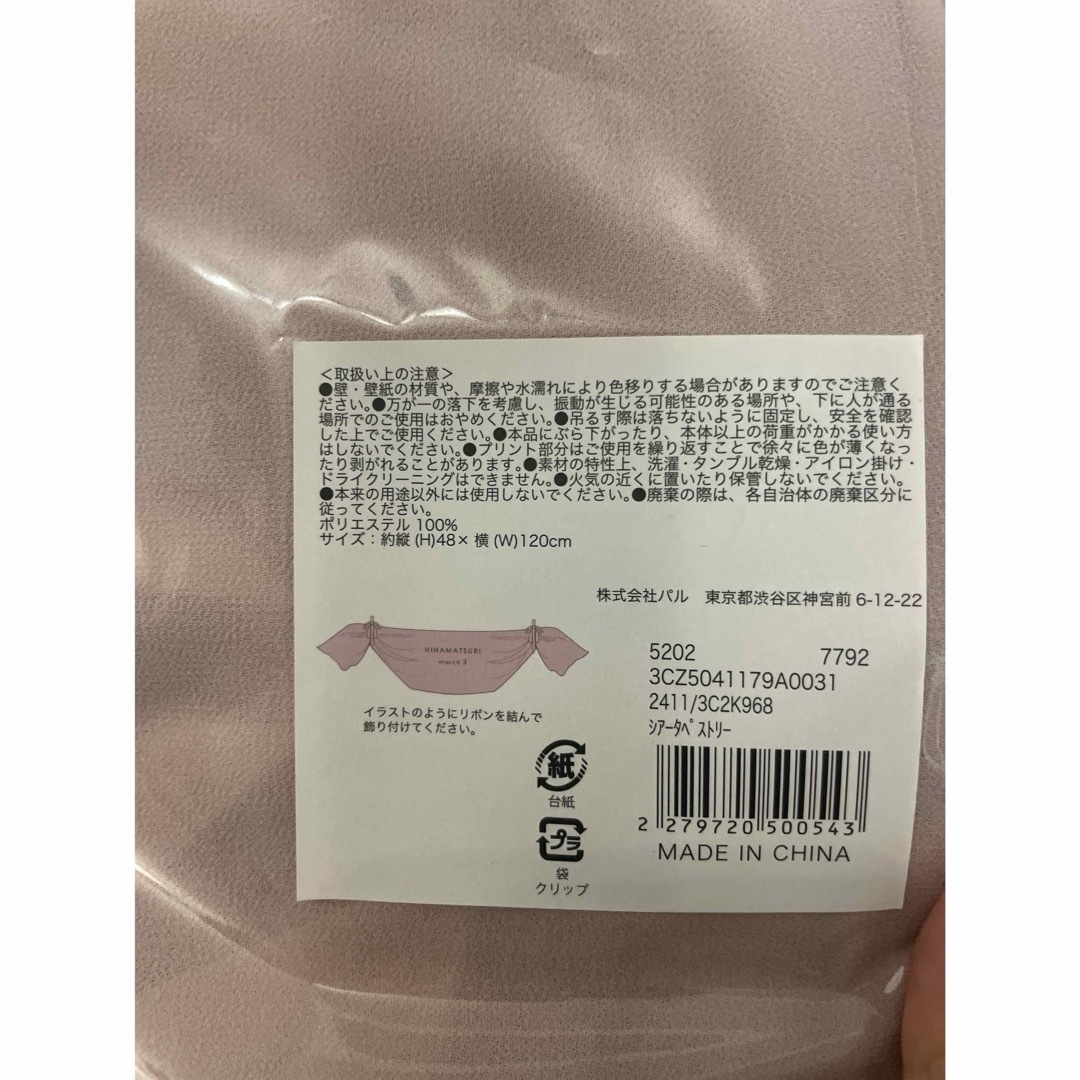 ＜取扱い上の注意＞
●壁・壁紙の材質や、摩擦や水濡れにより色移りする場合がありますのでご注意く
ださい。●万が一の落下を考慮し、振動が生じる可能性のある場所や、下に人が通る
場所でのご使用はおやめください。●吊るす際は落ちないように固定し、安全を確認
した上でご使用ください。●本品にぶら下がったり、本体以上の荷重がかかる使い方
はしないでください。●プリント部分はご使用を繰り返すことで徐々に色が薄くなっ
たり剥がれることがあります。●素材の特性上、洗濯・タンブル乾燥・アイロン掛け・
ドライクリーニングはできません。●火気の近くに置いたり保管しないでください。
●本来の用途以外には使用しないでください。●廃棄の際は、各自治体の廃棄区分に
従ってください。
ポリエステル 100%
サイズ：約縦 (H)48× 横 (W)120cm
株式会社パル 東京都渋谷区神宮前 6-12-22
HINAMATSURI
march 3
イラストのようにリボンを結んで
飾り付けてください。
紙
台紙
プラ
袋
クリップ
5202 7792
3CZ5041179A0031
2411/3C2K968
ｼｱｰﾀﾍﾟｽﾄﾘｰ
2 279720 500543
MADE IN CHINA